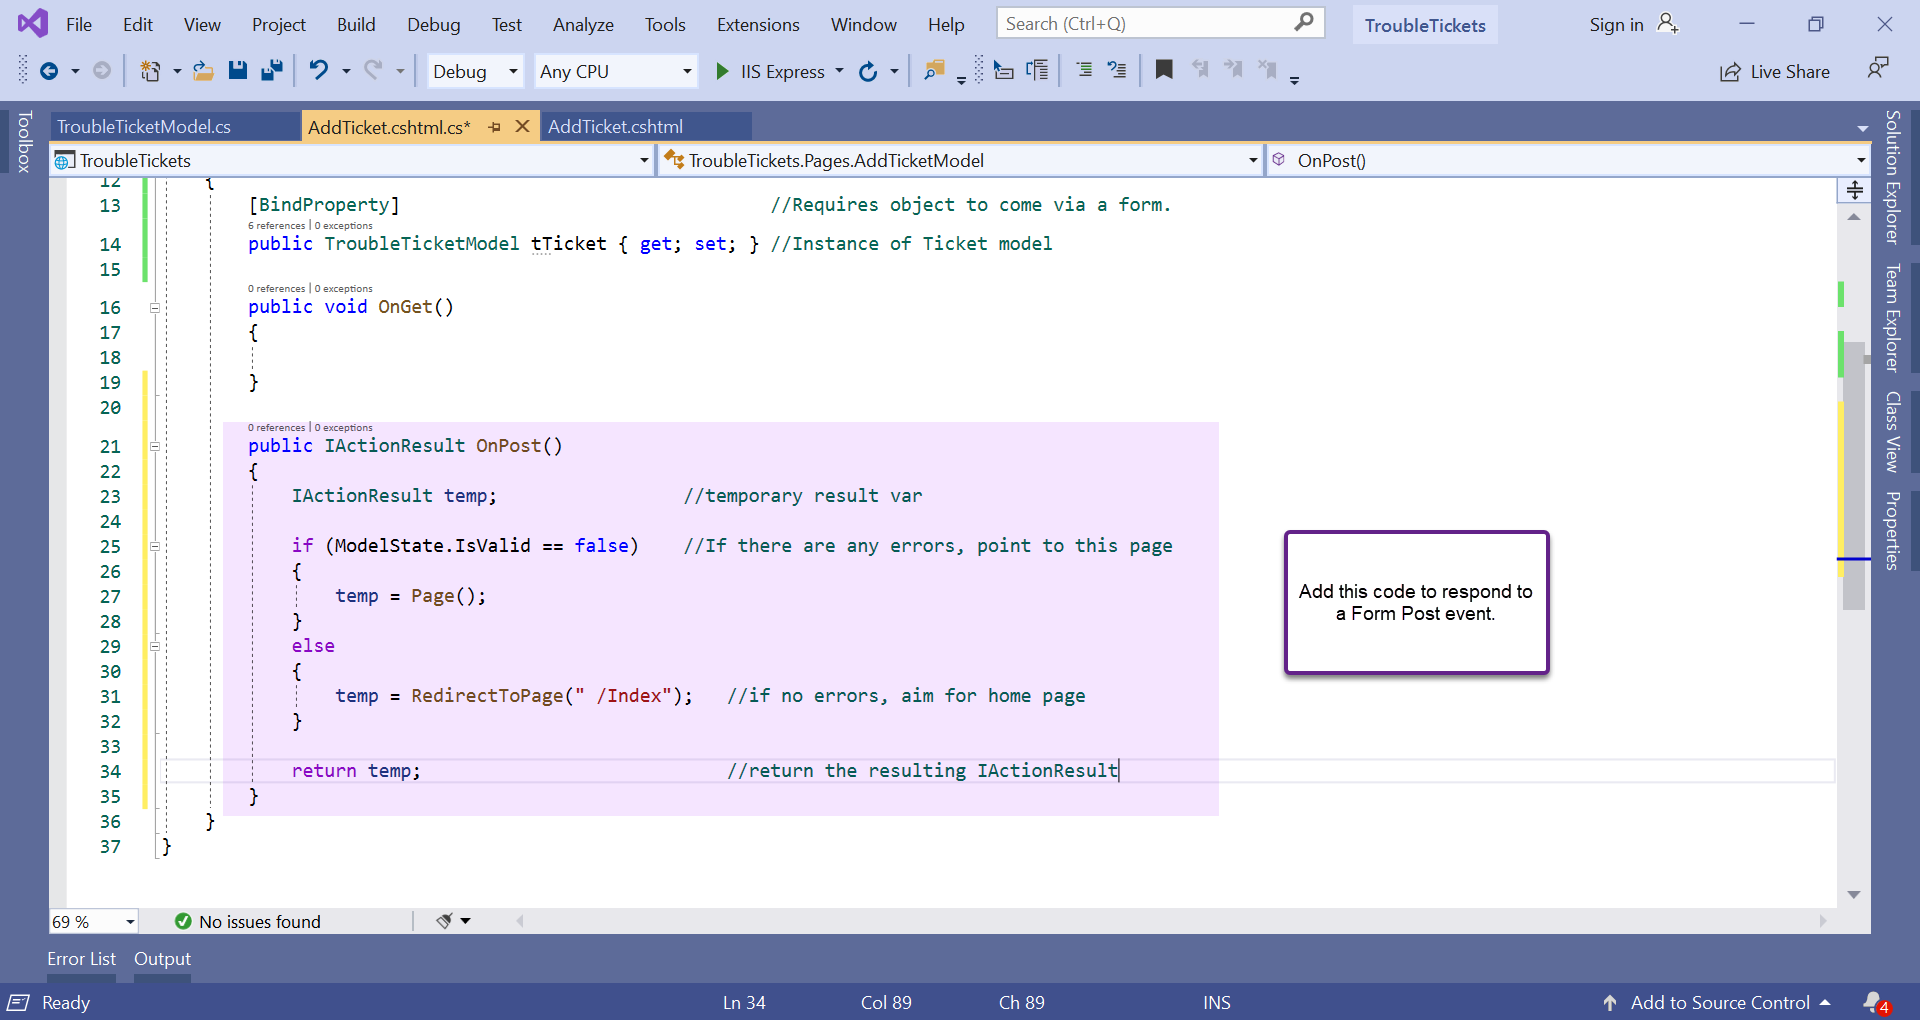 File Edit View Project Build Debug Test Analyze Tools Extensions Window Help Search (Ctrl+Q) TroubleTickets Sign in
Debug Any CPU IIS Express Live Share
Toolbox
TroubleTicketModel.cs AddTicket.cshtml.cs* AddTicket.cshtml
TroubleTickets TroubleTickets.Pages.AddTicketModel OnPost()
12 {
13 [BindProperty] //Requires object to come via a form.
6 references | 0 exceptions
14 public TroubleTicketModel tTicket { get; set; } //Instance of Ticket model
15
0 references | 0 exceptions
16 public void OnGet()
17 {
18
19 }
20
0 references | 0 exceptions
21 public IActionResult OnPost()
22 {
23 IActionResult temp; //temporary result var
24
25 if (ModelState.IsValid == false) //If there are any errors, point to this page
26 {
27 temp = Page();
28 }
29 else
30 {
31 temp = RedirectToPage(" /Index"); //if no errors, aim for home page
32 }
33
34 return temp; //return the resulting IActionResult
35 }
36 }
37 }
Add this code to respond to
a Form Post event.
Solution Explorer
Team Explorer
Class View
Properties
69 % No issues found
Error List Output
Ready Ln 34 Col 89 Ch 89 INS Add to Source Control 4